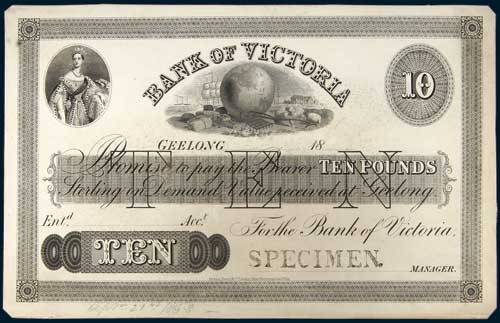 BANK OF VICTORIA
10
GEELONG 18
TEN
Promise to pay the Bearer TEN POUNDS
Sterling on Demand Value received at Geelong.
Entd. Acct.
For the Bank of Victoria.
TEN
SPECIMEN.
MANAGER.